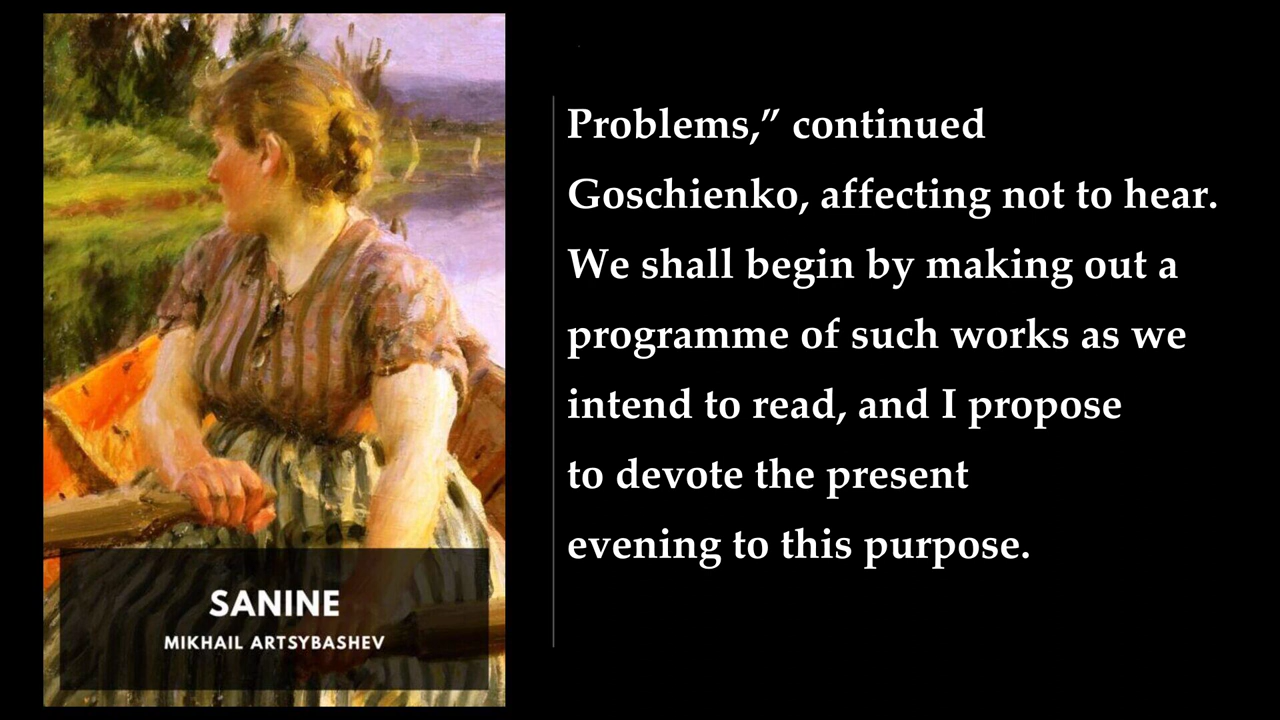 Problems,” continued
Goschienko, affecting not to hear.
We shall begin by making out a
programme of such works as we
intend to read, and I propose
to devote the present
evening to this purpose.
SANINE
MIKHAIL ARTSYBASHEV